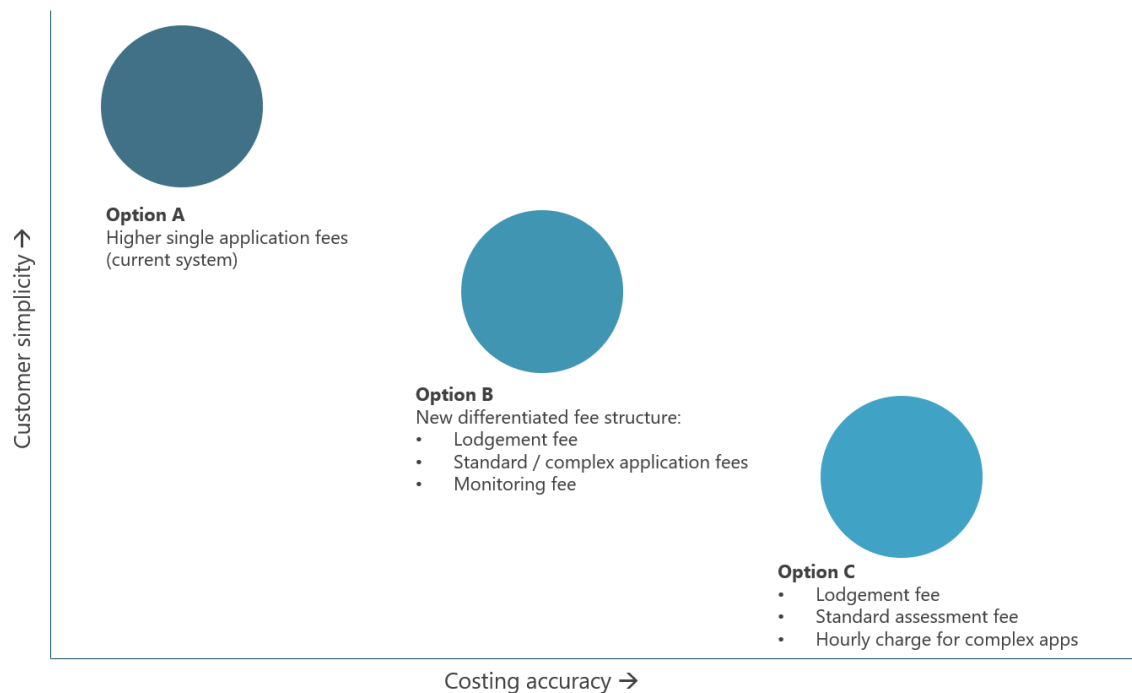 Option A
Higher single application fees
(current system)
Customer simplicity →
Option B
New differentiated fee structure:
• Lodgement fee
• Standard / complex application fees
• Monitoring fee
Option C
• Lodgement fee
• Standard assessment fee
• Hourly charge for complex apps
Costing accuracy →